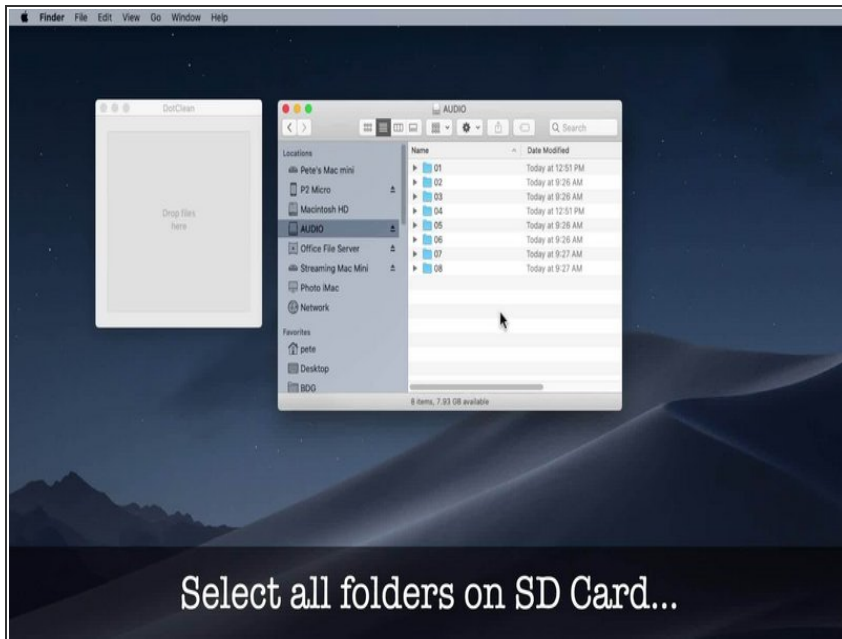 Finder File Edit View Go Window Help
DotClean
Drop files
here
AUDIO
Search
Locations
Pete's Mac mini
P2 Micro
Macintosh HD
AUDIO
Office File Server
Streaming Mac Mini
Photo iMac
Network
Favorites
pete
Desktop
BDG
Name Date Modified
01 Today at 12:51 PM
02 Today at 9:26 AM
03 Today at 9:26 AM
04 Today at 12:51 PM
05 Today at 9:26 AM
06 Today at 9:26 AM
07 Today at 9:27 AM
08 Today at 9:27 AM
8 items, 7.93 GB available
Select all folders on SD Card...